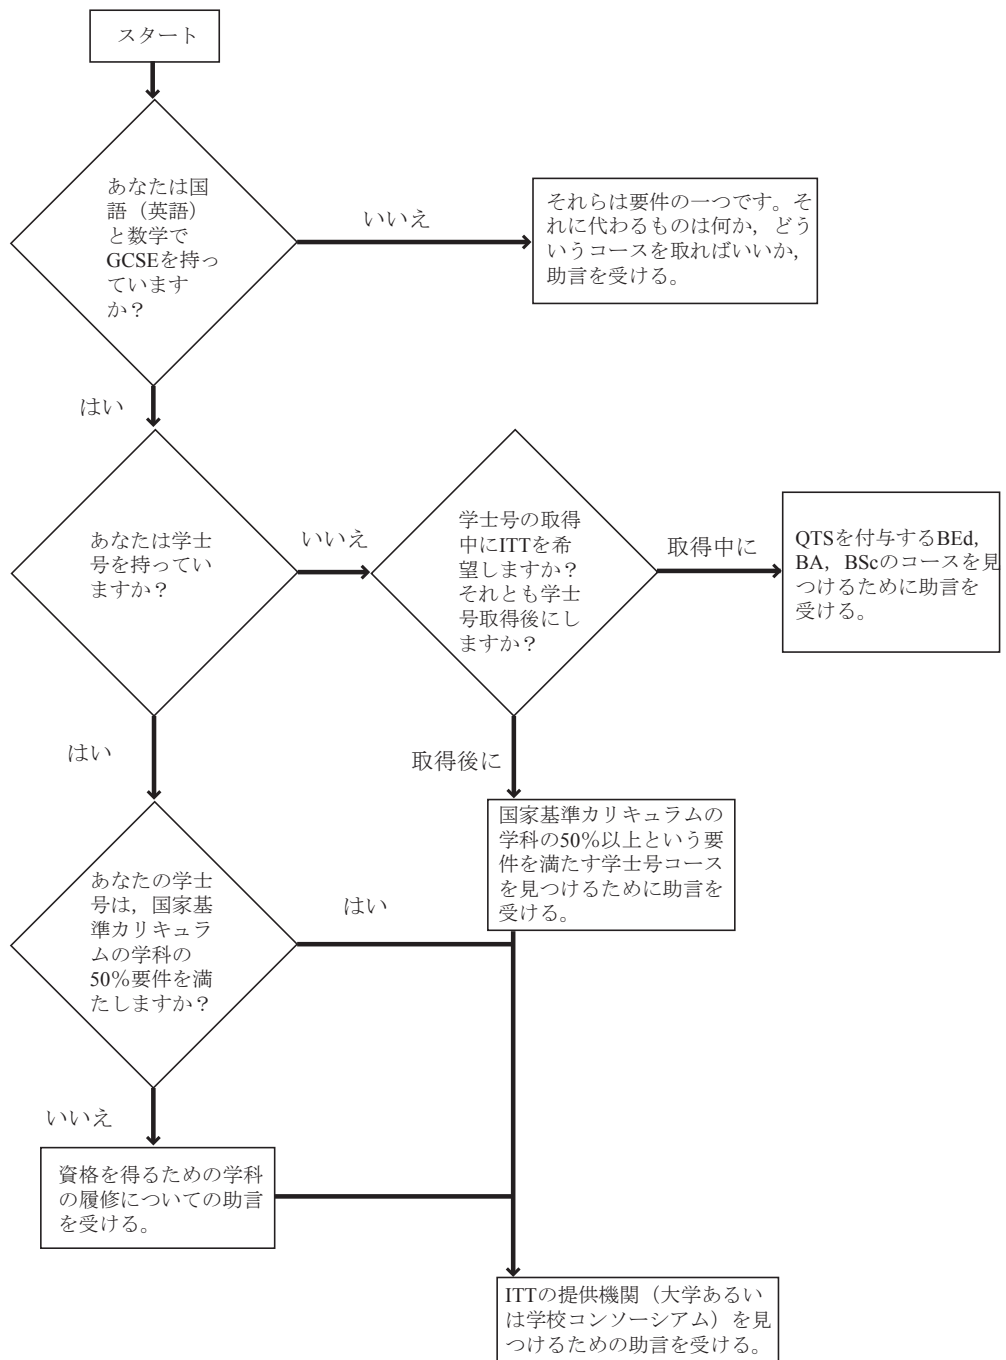 スタート
あなたは国
語（英語）
と数学で
GCSEを持っ
ています
か？
いいえ
それらは要件の一つです。そ
れに代わるものは何か，どう
いうコースを取ればいいか，
助言を受ける。
はい
あなたは学士
号を持ってい
ますか？
いいえ
学士号の取得
中にITTを希
望しますか？
それとも学士
号取得後にし
ますか？
取得中に
QTSを付与するBEd，
BA，BScのコースを見
つけるために助言を
受ける。
はい
取得後に
国家基準カリキュラムの
学科の50％以上という要
件を満たす学士号コース
を見つけるために助言を
受ける。
あなたの学士
号は，国家基
準カリキュラ
ムの学科の
50％要件を満
たしますか？
はい
いいえ
資格を得るための学科
の履修についての助言
を受ける。
ITTの提供機関（大学あるい
は学校コンソーシアム）を見
つけるための助言を受ける。